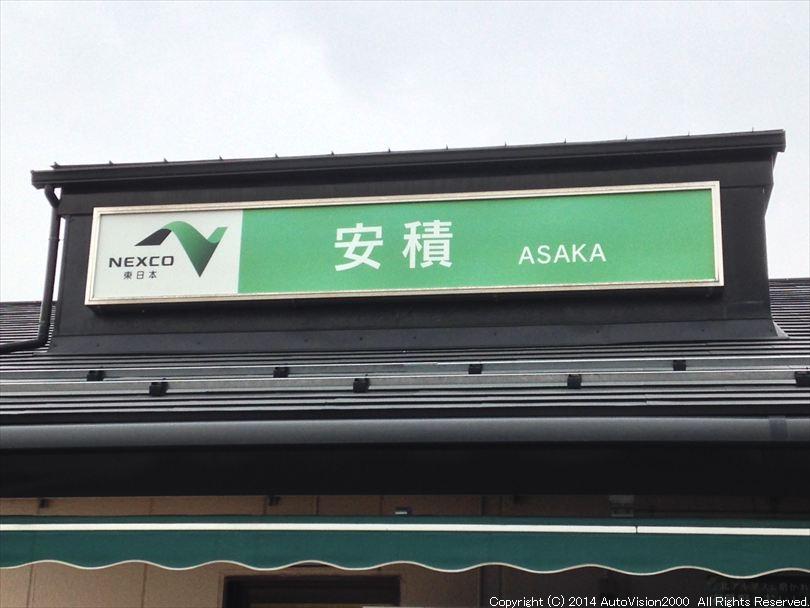 NEXCO
東日本
安積 ASAKA
Copyright (C) 2014 AutoVision2000 All Rights Reserved